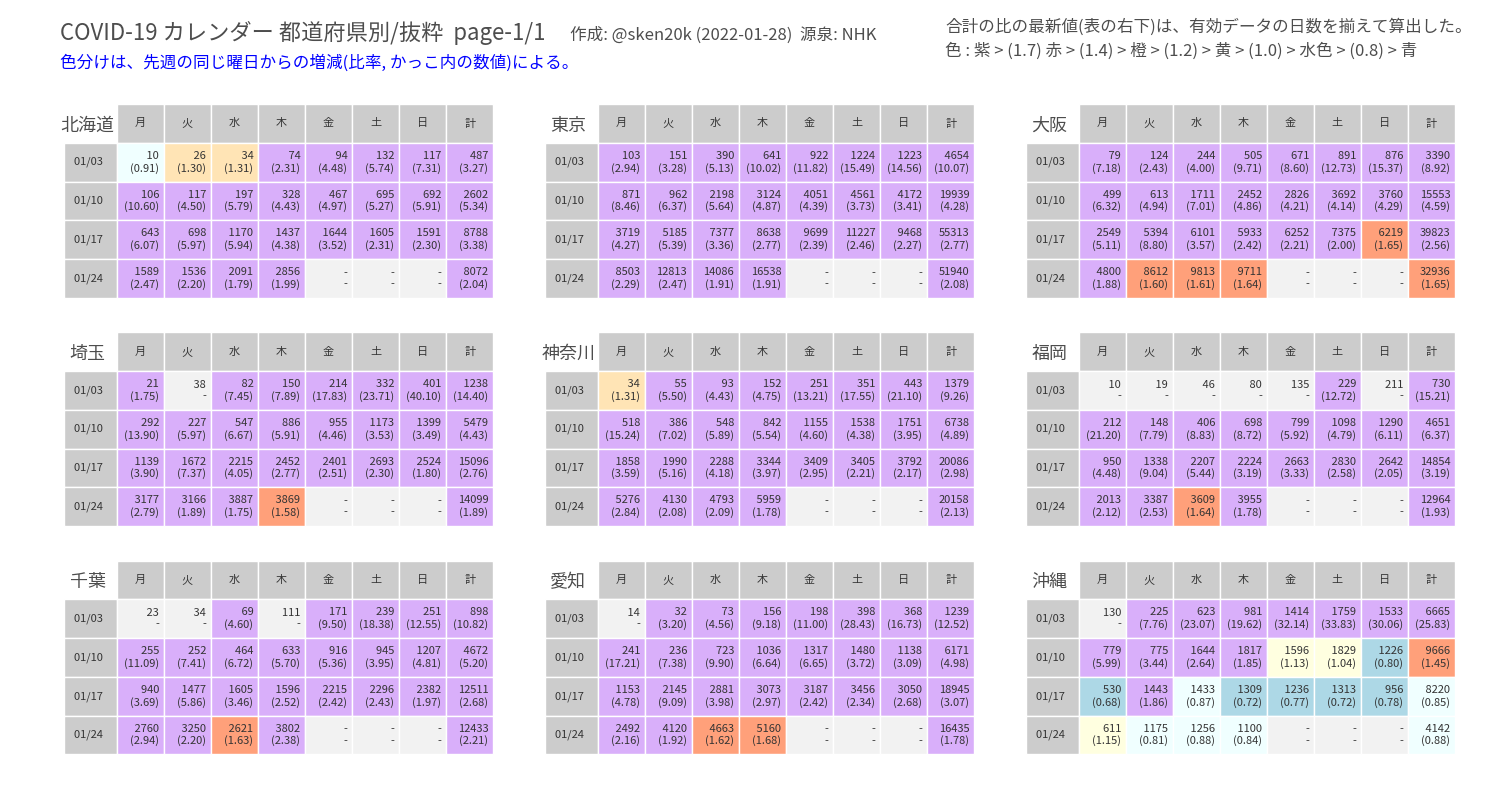 COVID-19 カレンダー 都道府県別/抜粋 page-1/1 作成: @sken20k (2022-01-28) 源泉: NHK
色分けは、先週の同じ曜日からの増減(比率, かっこ内の数値)による。
合計の比の最新値(表の右下)は、有効データの日数を揃えて算出した。
色 : 紫 > (1.7) 赤 > (1.4) 橙 > (1.2) 黄 > (1.0) > 水色 > (0.8) > 青
北海道 月 火 水 木 金 土 日 計
01/03 10 26 34 74 94 132 117 487
(0.91) (1.30) (1.31) (2.31) (4.48) (5.74) (7.31) (3.27)
01/10 106 117 197 328 467 695 692 2602
(10.60) (4.50) (5.79) (4.43) (4.97) (5.27) (5.91) (5.34)
01/17 643 698 1170 1437 1644 1605 1591 8788
(6.07) (5.97) (5.94) (4.38) (3.52) (2.31) (2.30) (3.38)
01/24 1589 1536 2091 2856 - - - 8072
(2.47) (2.20) (1.79) (1.99) - - - (2.04)
東京 月 火 水 木 金 土 日 計
01/03 103 151 390 641 922 1224 1223 4654
(2.94) (3.28) (5.13) (10.02) (11.82) (15.49) (14.56) (10.07)
01/10 871 962 2198 3124 4051 4561 4172 19939
(8.46) (6.37) (5.64) (4.87) (4.39) (3.73) (3.41) (4.28)
01/17 3719 5185 7377 8638 9699 11227 9468 55313
(4.27) (5.39) (3.36) (2.77) (2.39) (2.46) (2.27) (2.77)
01/24 8503 12813 14086 16538 - - - 51940
(2.29) (2.47) (1.91) (1.91) - - - (2.08)
大阪 月 火 水 木 金 土 日 計
01/03 79 124 244 505 671 891 876 3390
(7.18) (2.43) (4.00) (9.71) (8.60) (12.73) (15.37) (8.92)
01/10 499 613 1711 2452 2826 3692 3760 15553
(6.32) (4.94) (7.01) (4.86) (4.21) (4.14) (4.29) (4.59)
01/17 2549 5394 6101 5933 6252 7375 6219 39823
(5.11) (8.80) (3.57) (2.42) (2.21) (2.00) (1.65) (2.56)
01/24 4800 8612 9813 9711 - - - 32936
(1.88) (1.60) (1.61) (1.64) - - - (1.65)
埼玉 月 火 水 木 金 土 日 計
01/03 21 38 82 150 214 332 401 1238
(1.75) - (7.45) (7.89) (17.83) (23.71) (40.10) (14.40)
01/10 292 227 547 886 955 1173 1399 5479
(13.90) (5.97) (6.67) (5.91) (4.46) (3.53) (3.49) (4.43)
01/17 1139 1672 2215 2452 2401 2693 2524 15096
(3.90) (7.37) (4.05) (2.77) (2.51) (2.30) (1.80) (2.76)
01/24 3177 3166 3887 3869 - - - 14099
(2.79) (1.89) (1.75) (1.58) - - - (1.89)
神奈川 月 火 水 木 金 土 日 計
01/03 34 55 93 152 251 351 443 1379
(1.31) (5.50) (4.43) (4.75) (13.21) (17.55) (21.10) (9.26)
01/10 518 386 548 842 1155 1538 1751 6738
(15.24) (7.02) (5.89) (5.54) (4.60) (4.38) (3.95) (4.89)
01/17 1858 1990 2288 3344 3409 3405 3792 20086
(3.59) (5.16) (4.18) (3.97) (2.95) (2.21) (2.17) (2.98)
01/24 5276 4130 4793 5959 - - - 20158
(2.84) (2.08) (2.09) (1.78) - - - (2.13)
福岡 月 火 水 木 金 土 日 計
01/03 10 19 46 80 135 229 211 730
- - - - - (12.72) - (15.21)
01/10 212 148 406 698 799 1098 1290 4651
(21.20) (7.79) (8.83) (8.72) (5.92) (4.79) (6.11) (6.37)
01/17 950 1338 2207 2224 2663 2830 2642 14854
(4.48) (9.04) (5.44) (3.19) (3.33) (2.58) (2.05) (3.19)
01/24 2013 3387 3609 3955 - - - 12964
(2.12) (2.53) (1.64) (1.78) - - - (1.93)
千葉 月 火 水 木 金 土 日 計
01/03 23 34 69 111 171 239 251 898
- - (4.60) - (9.50) (18.38) (12.55) (10.82)
01/10 255 252 464 633 916 945 1207 4672
(11.09) (7.41) (6.72) (5.70) (5.36) (3.95) (4.81) (5.20)
01/17 940 1477 1605 1596 2215 2296 2382 12511
(3.69) (5.86) (3.46) (2.52) (2.42) (2.43) (1.97) (2.68)
01/24 2760 3250 2621 3802 - - - 12433
(2.94) (2.20) (1.63) (2.38) - - - (2.21)
愛知 月 火 水 木 金 土 日 計
01/03 14 32 73 156 198 398 368 1239
- (3.20) (4.56) (9.18) (11.00) (28.43) (16.73) (12.52)
01/10 241 236 723 1036 1317 1480 1138 6171
(17.21) (7.38) (9.90) (6.64) (6.65) (3.72) (3.09) (4.98)
01/17 1153 2145 2881 3073 3187 3456 3050 18945
(4.78) (9.09) (3.98) (2.97) (2.42) (2.34) (2.68) (3.07)
01/24 2492 4120 4663 5160 - - - 16435
(2.16) (1.92) (1.62) (1.68) - - - (1.78)
沖縄 月 火 水 木 金 土 日 計
01/03 130 225 623 981 1414 1759 1533 6665
- (7.76) (23.07) (19.62) (32.14) (33.83) (30.06) (25.83)
01/10 779 775 1644 1817 1596 1829 1226 9666
(5.99) (3.44) (2.64) (1.85) (1.13) (1.04) (0.80) (1.45)
01/17 530 1443 1433 1309 1236 1313 956 8220
(0.68) (1.86) (0.87) (0.72) (0.77) (0.72) (0.78) (0.85)
01/24 611 1175 1256 1100 - - - 4142
(1.15) (0.81) (0.88) (0.84) - - - (0.88)